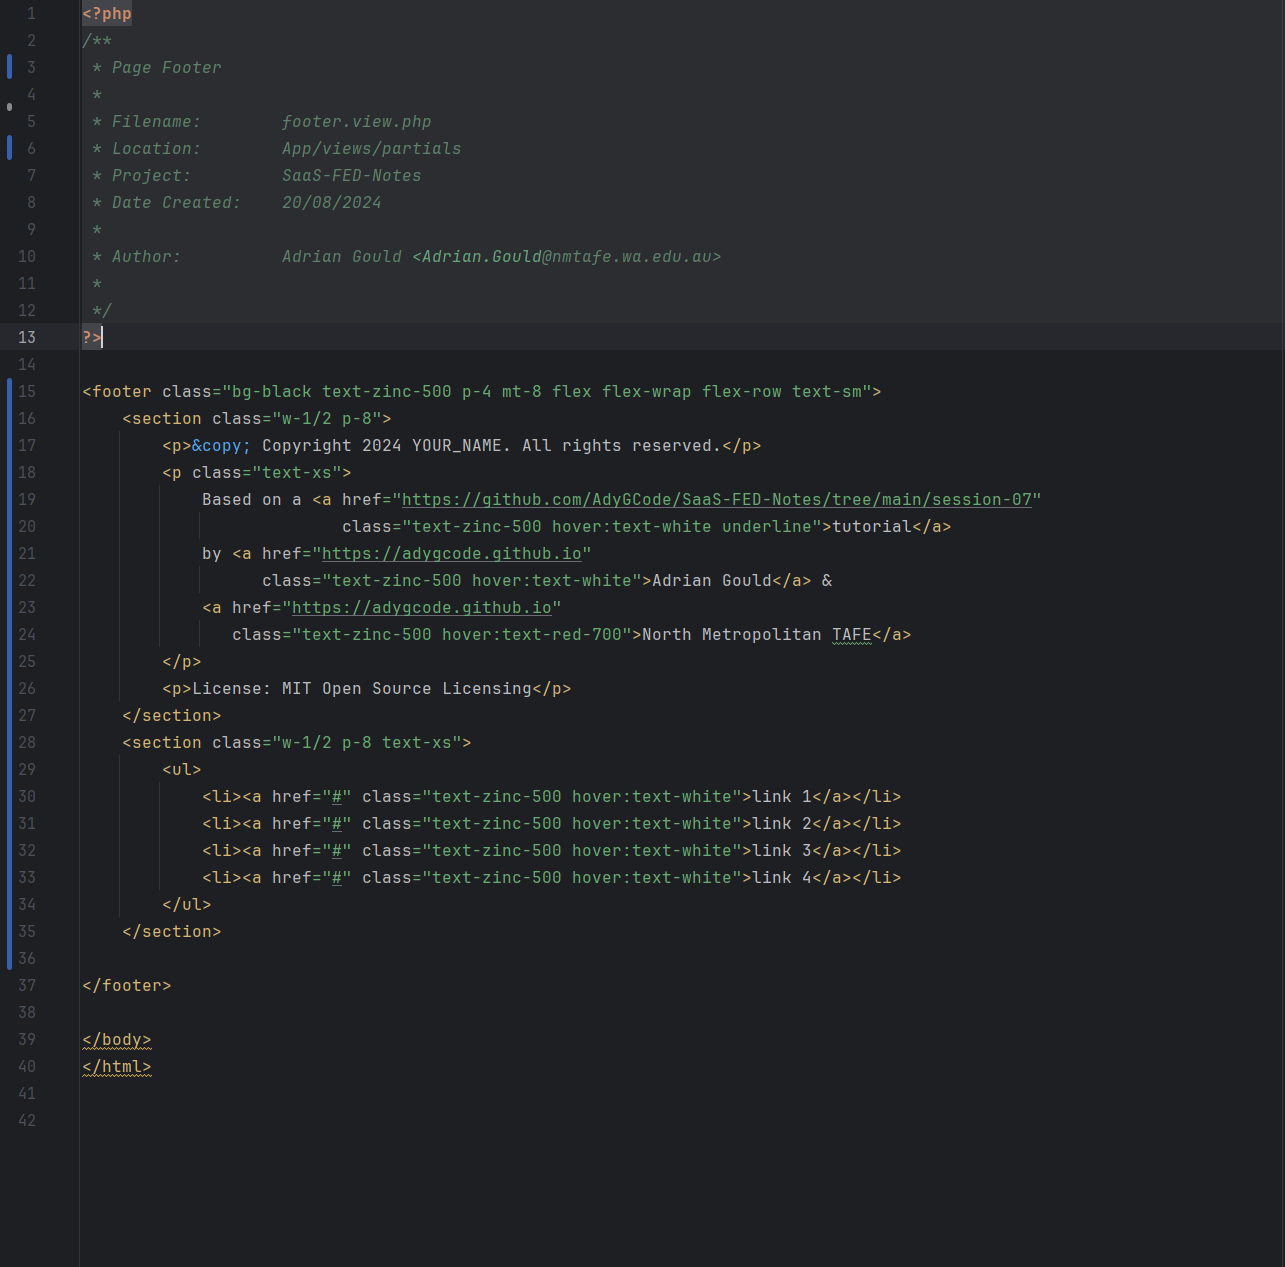 1 <?php
2 /**
3  * Page Footer
4  *
5  * Filename:        footer.view.php
6  * Location:        App/views/partials
7  * Project:         SaaS-FED-Notes
8  * Date Created:    20/08/2024
9  *
10  * Author:          Adrian Gould <Adrian.Gould@nmtafe.wa.edu.au>
11  *
12  */
13 ?>
14
15 <footer class="bg-black text-zinc-500 p-4 mt-8 flex flex-wrap flex-row text-sm">
16     <section class="w-1/2 p-8">
17         <p>&copy; Copyright 2024 YOUR_NAME. All rights reserved.</p>
18         <p class="text-xs">
19             Based on a <a href="https://github.com/AdyGCode/SaaS-FED-Notes/tree/main/session-07"
20                           class="text-zinc-500 hover:text-white underline">tutorial</a>
21             by <a href="https://adygcode.github.io"
22                   class="text-zinc-500 hover:text-white">Adrian Gould</a> &
23             <a href="https://adygcode.github.io"
24                class="text-zinc-500 hover:text-red-700">North Metropolitan TAFE</a>
25         </p>
26         <p>License: MIT Open Source Licensing</p>
27     </section>
28     <section class="w-1/2 p-8 text-xs">
29         <ul>
30             <li><a href="#" class="text-zinc-500 hover:text-white">link 1</a></li>
31             <li><a href="#" class="text-zinc-500 hover:text-white">link 2</a></li>
32             <li><a href="#" class="text-zinc-500 hover:text-white">link 3</a></li>
33             <li><a href="#" class="text-zinc-500 hover:text-white">link 4</a></li>
34         </ul>
35     </section>
36
37 </footer>
38
39 </body>
40 </html>
41
42